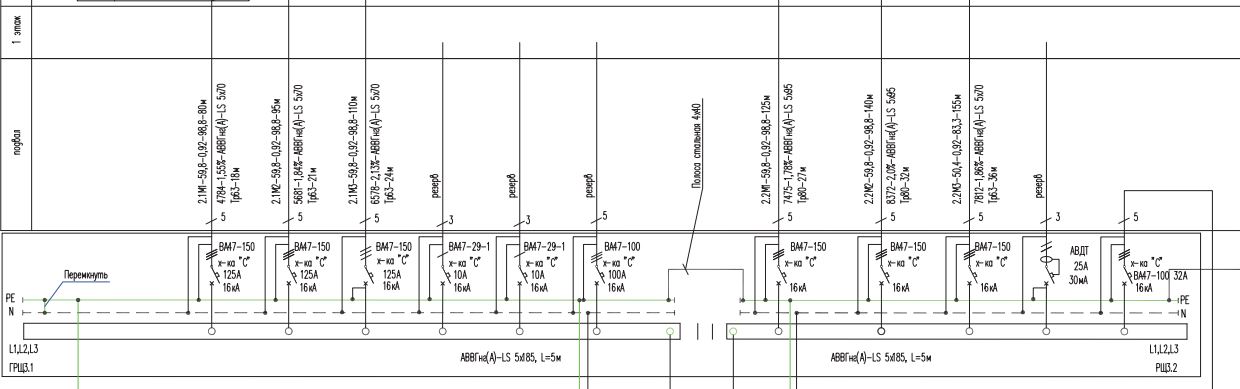 1 этаж
подвал
2.1М1-59,8-0,92-98,8-80м
4784-1,55%-АВВГнг(А)-LS 5х70
Тр63-18м
5
2.1М2-59,8-0,92-98,8-95м
5681-1,84%-АВВГнг(А)-LS 5х70
Тр63-21м
5
2.1М3-59,8-0,92-98,8-110м
6578-2,13%-АВВГнг(А)-LS 5х70
Тр63-24м
5
резерв
3
резерв
3
резерв
5
Полоса стальная 4х40
2.2М1-59,8-0,92-98,8-125м
7475-1,78%-АВВГнг(А)-LS 5х95
Тр80-27м
5
2.2М2-59,8-0,92-98,8-140м
8372-2,0%-АВВГнг(А)-LS 5х95
Тр80-32м
5
2.2М3-50,4-0,92-83,3-155м
7812-1,86%-АВВГнг(А)-LS 5х70
Тр63-36м
5
резерв
3
5
ВА47-150
х-ка "С"
125А
16кА
ВА47-150
х-ка "С"
125А
16кА
ВА47-150
х-ка "С"
125А
16кА
ВА47-29-1
х-ка "С"
10А
16кА
ВА47-29-1
х-ка "С"
10А
16кА
ВА47-100
х-ка "С"
100А
16кА
ВА47-150
х-ка "С"
125А
16кА
ВА47-150
х-ка "С"
125А
16кА
ВА47-150
х-ка "С"
125А
16кА
АВДТ
25А
30мА
х-ка "С"
ВА47-100 32А
16кА
Перемкнуть
PE
N
PE
N
L1,L2,L3
ГРЩ3.1
АВВГнг(А)-LS 5х185, L=5м
АВВГнг(А)-LS 5х185, L=5м
L1,L2,L3
РЩ3.2